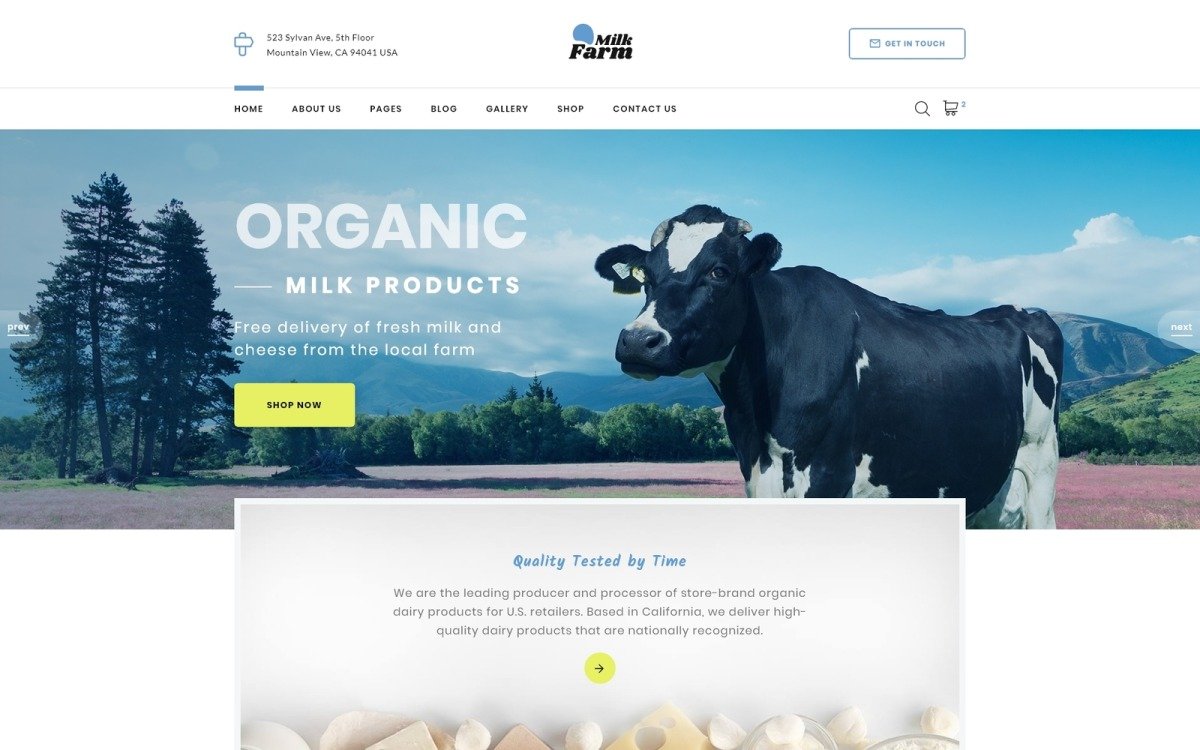 523 Sylvan Ave, 5th Floor
Mountain View, CA 94041 USA
Milk
Farm
GET IN TOUCH
HOME ABOUT US PAGES BLOG GALLERY SHOP CONTACT US
2
ORGANIC
MILK PRODUCTS
Free delivery of fresh milk and
cheese from the local farm
prev
next
SHOP NOW
Quality Tested by Time
We are the leading producer and processor of store-brand organic
dairy products for U.S. retailers. Based in California, we deliver high-
quality dairy products that are nationally recognized.